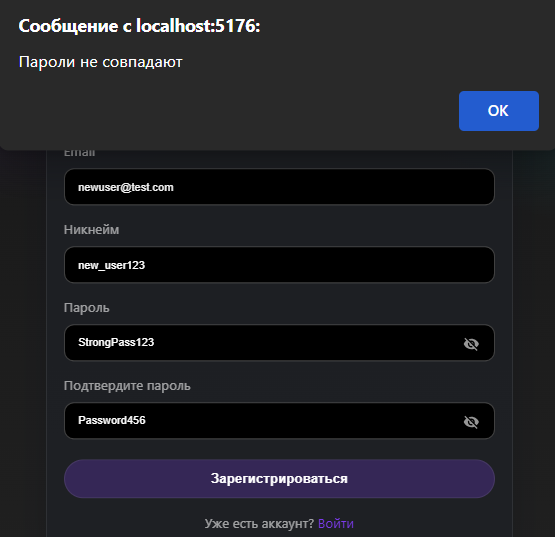 Сообщение с localhost:5176:
Пароли не совпадают
OK
Email
newuser@test.com
Никнейм
new_user123
Пароль
StrongPass123
Подтвердите пароль
Password456
Зарегистрироваться
Уже есть аккаунт? Войти